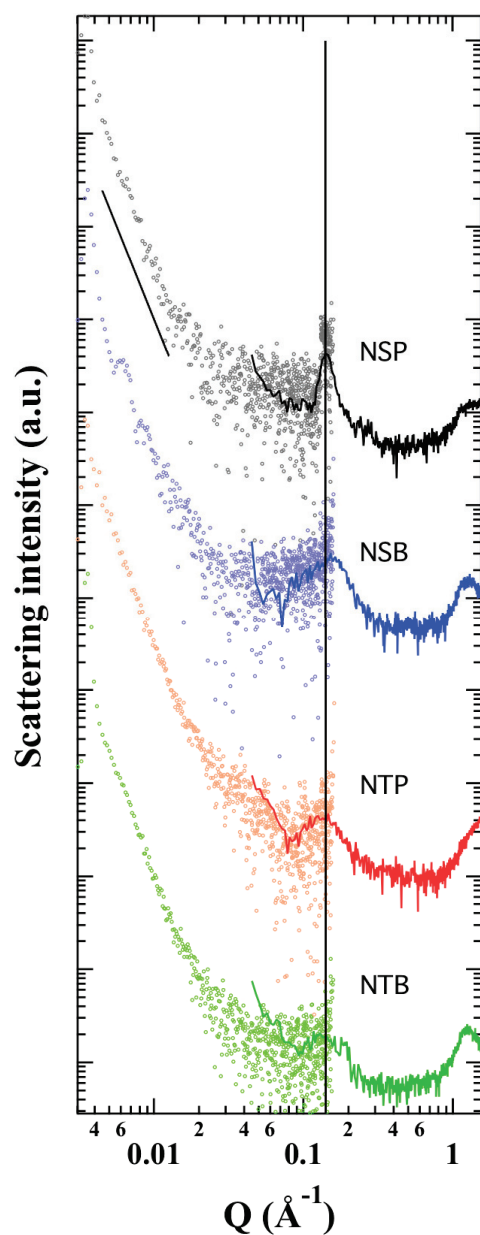 Scattering intensity (a.u.)
NSP
NSB
NTP
NTB
4 6 2 4 6 2 4 6
0.01 0.1 1
Q (Å-1)